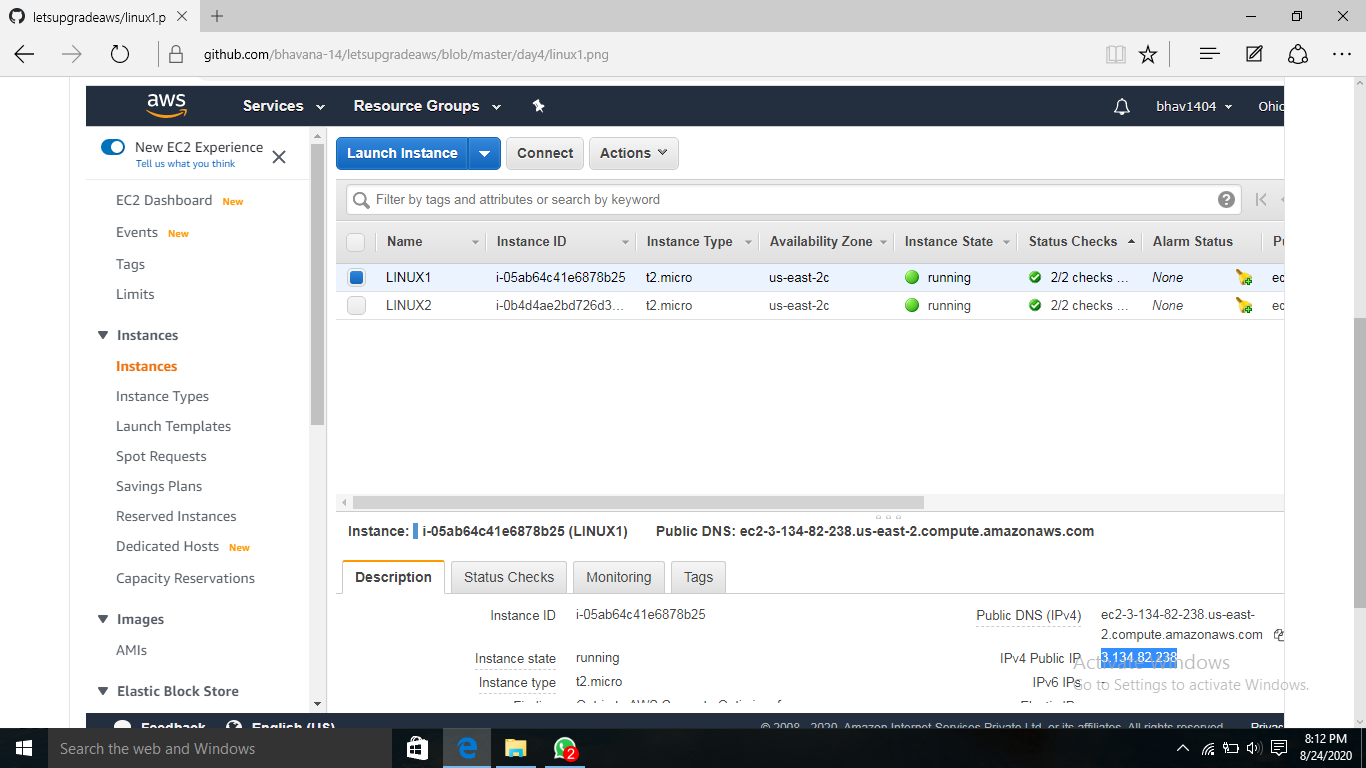 letsupgradeaws/linux1.p
github.com/bhavana-14/letsupgradeaws/blob/master/day4/linux1.png
aws Services Resource Groups bhav1404 Ohio
New EC2 Experience
Tell us what you think
EC2 Dashboard New
Events New
Tags
Limits
Instances
Instances
Instance Types
Launch Templates
Spot Requests
Savings Plans
Reserved Instances
Dedicated Hosts New
Capacity Reservations
Images
AMIs
Elastic Block Store
Launch Instance Connect Actions
Filter by tags and attributes or search by keyword
Name Instance ID Instance Type Availability Zone Instance State Status Checks Alarm Status
LINUX1 i-05ab64c41e6878b25 t2.micro us-east-2c running 2/2 checks ... None ec
LINUX2 i-0b4d4ae2bd726d3... t2.micro us-east-2c running 2/2 checks ... None ec
Instance: i-05ab64c41e6878b25 (LINUX1) Public DNS: ec2-3-134-82-238.us-east-2.compute.amazonaws.com
Description Status Checks Monitoring Tags
Instance ID i-05ab64c41e6878b25 Public DNS (IPv4) ec2-3-134-82-238.us-east-
2.compute.amazonaws.com
Instance state running IPv4 Public IP 3.134.82.238
Instance type t2.micro IPv6 IPs -
Activate Windows
Go to Settings to activate Windows.
Feedback English (US) © 2008 - 2020, Amazon Internet Services Private Ltd. or its affiliates. All rights reserved.
Search the web and Windows
2
8:12 PM
8/24/2020